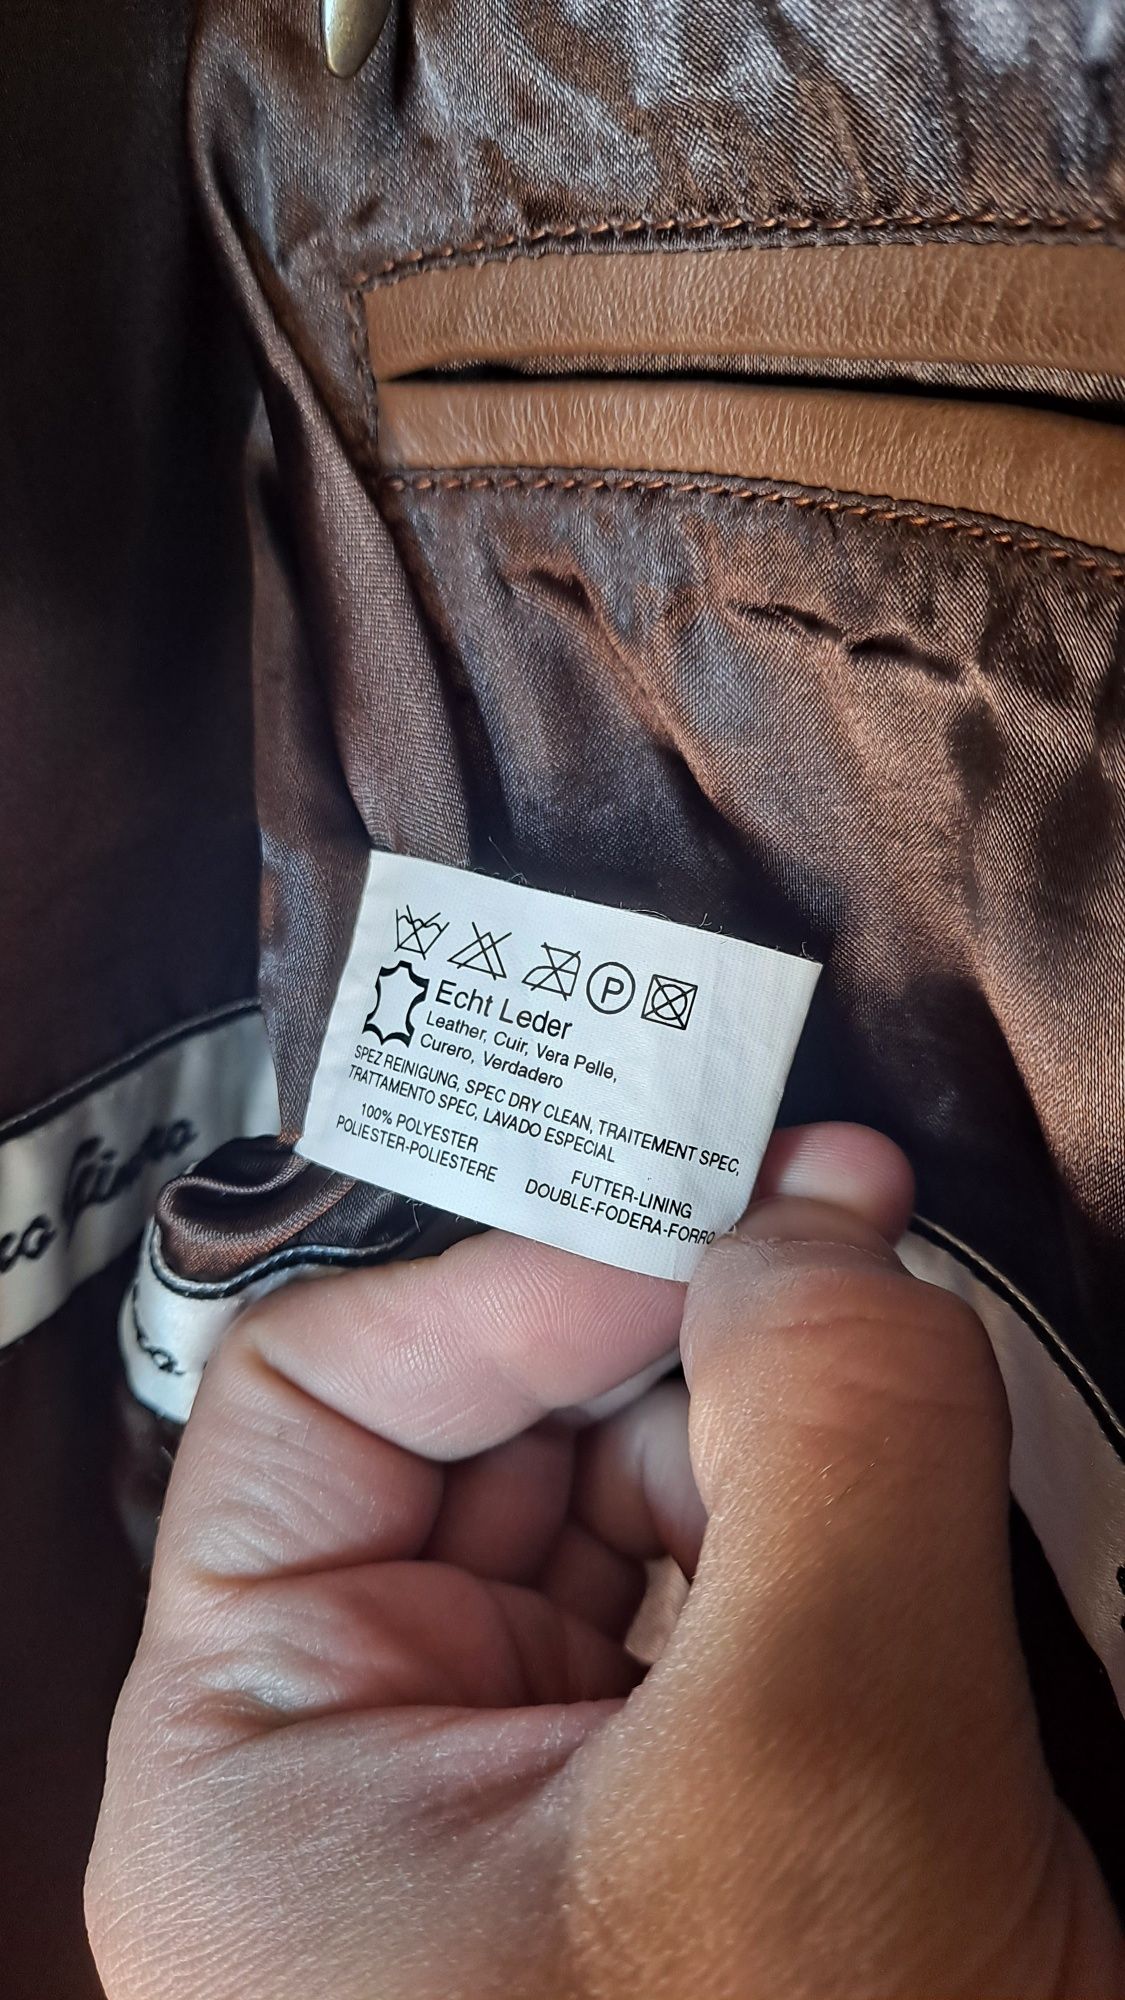 P
Echt Leder
Leather, Cuir, Vera Pelle,
Curero, Verdadero
SPEZ REINIGUNG, SPEC DRY CLEAN, TRAITEMENT SPEC,
TRATTAMENTO SPEC, LAVADO ESPECIAL
100% POLYESTER
POLIESTER-POLIESTERE
FUTTER-LINING
DOUBLE-FODERA-FORRO